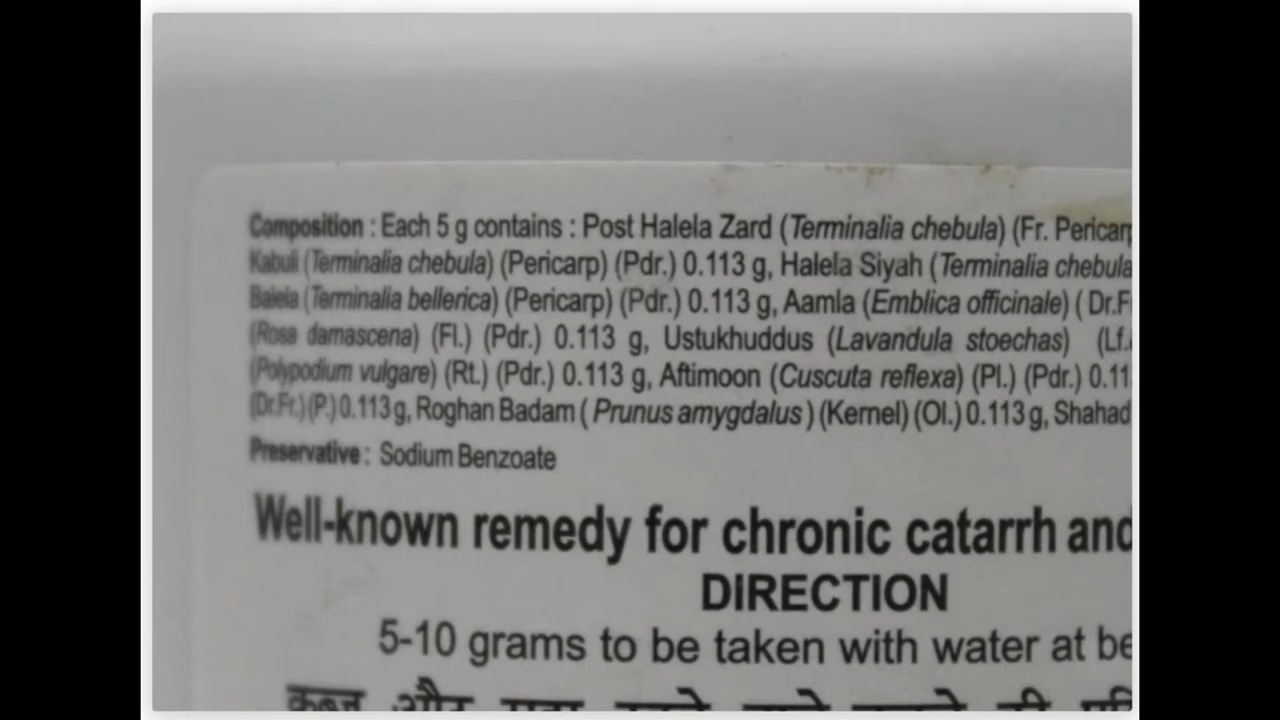 Composition : Each 5 g contains : Post Halela Zard (Terminalia chebula) (Fr. Pericarp
Kabuli (Terminalia chebula) (Pericarp) (Pdr.) 0.113 g, Halela Siyah (Terminalia chebula
Balela (Terminalia bellerica) (Pericarp) (Pdr.) 0.113 g, Aamla (Emblica officinale) ( Dr.F
(Rosa damascena) (Fl.) (Pdr.) 0.113 g, Ustukhuddus (Lavandula stoechas) (Lf.
(Polypodium vulgare) (Rt.) (Pdr.) 0.113 g, Aftimoon (Cuscuta reflexa) (Pl.) (Pdr.) 0.11
(Dr.Fr.) (P.) 0.113 g, Roghan Badam ( Prunus amygdalus ) (Kernel) (Ol.) 0.113 g, Shahad
Preservative : Sodium Benzoate
Well-known remedy for chronic catarrh and
DIRECTION
5-10 grams to be taken with water at be
कब्ज और